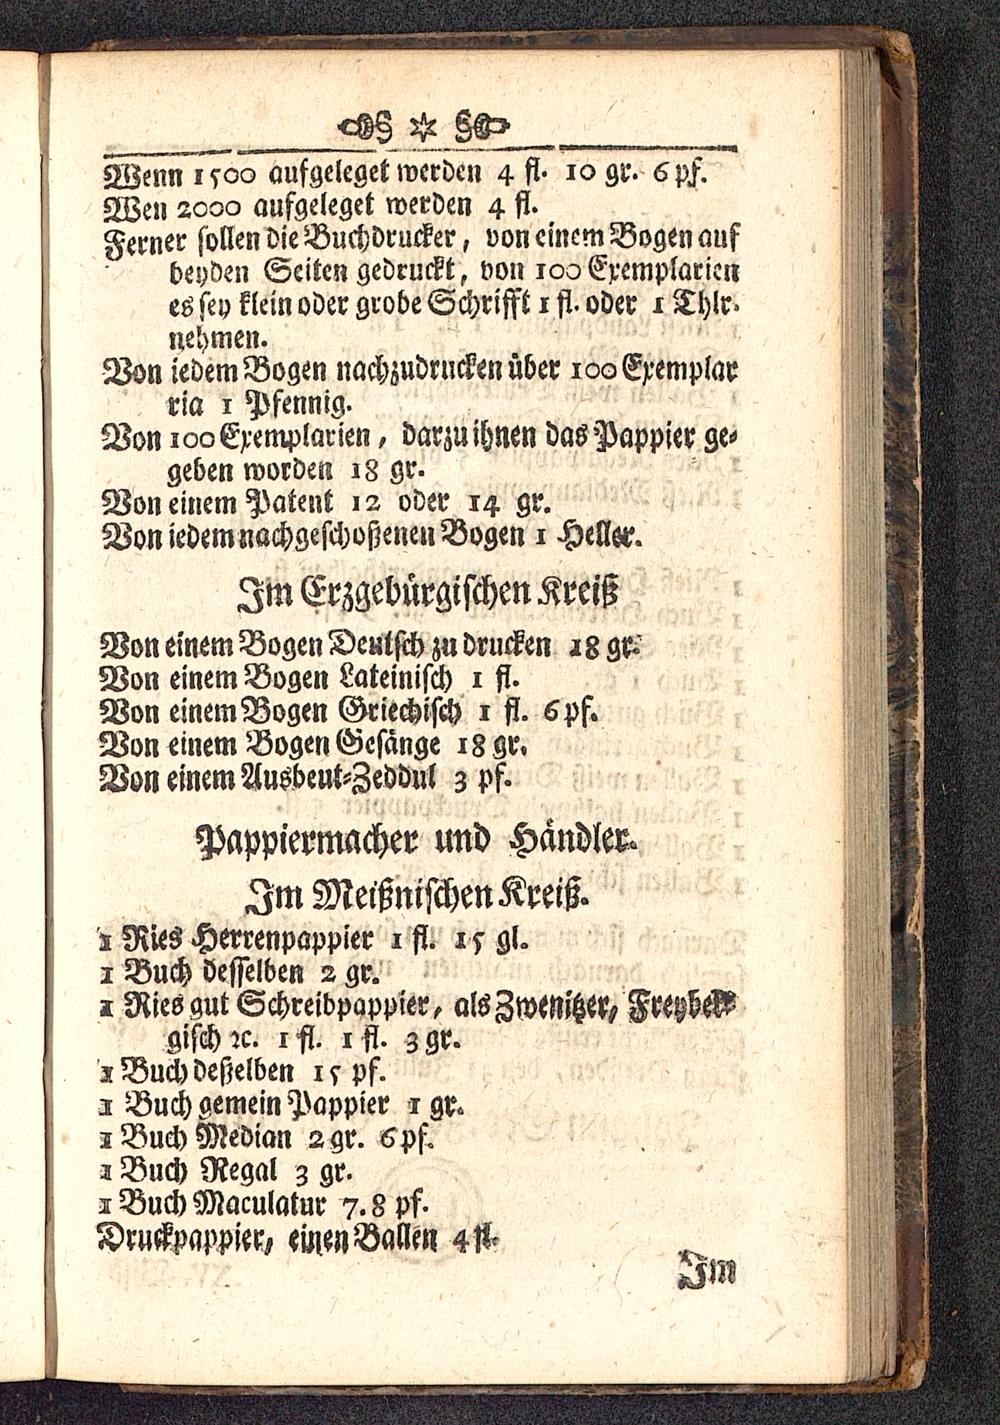 Wenn 1500 aufgeleget werden 4 fl. 10 gr. 6 pf.
Wen 2000 aufgeleget werden 4 fl.
Ferner sollen die Buchdrucker, von einem Bogen auf
beyden Seiten gedruckt, von 100 Exemplarien
es sey klein oder grobe Schrifft 1 fl. oder 1 Thlr.
nehmen.
Von iedem Bogen nachzudrucken über 100 Exemplar
ria 1 Pfennig.
Von 100 Exemplarien, darzu ihnen das Pappier ge-
geben worden 18 gr.
Von einem Patent 12 oder 14 gr.
Von iedem nachgeschoßenen Bogen 1 Heller.
Im Erzgebürgischen Kreiß
Von einem Bogen Deutsch zu drucken 18 gr.
Von einem Bogen Lateinisch 1 fl.
Von einem Bogen Griechisch 1 fl. 6 pf.
Von einem Bogen Gesänge 18 gr.
Von einem Ausbeut-Zeddul 3 pf.
Pappiermacher und Händler.
Im Meißnischen Kreiß.
1 Ries Herrenpappier 1 fl. 15 gl.
1 Buch desselben 2 gr.
1 Ries gut Schreibpappier, als Zwenitzer, Freyber-
gisch ꝛc. 1 fl. 1 fl. 3 gr.
1 Buch deßelben 15 pf.
1 Buch gemein Pappier 1 gr.
1 Buch Median 2 gr. 6 pf.
1 Buch Regal 3 gr.
1 Buch Maculatur 7. 8 pf.
Druckpappier, einen Ballen 4 fl.
Im